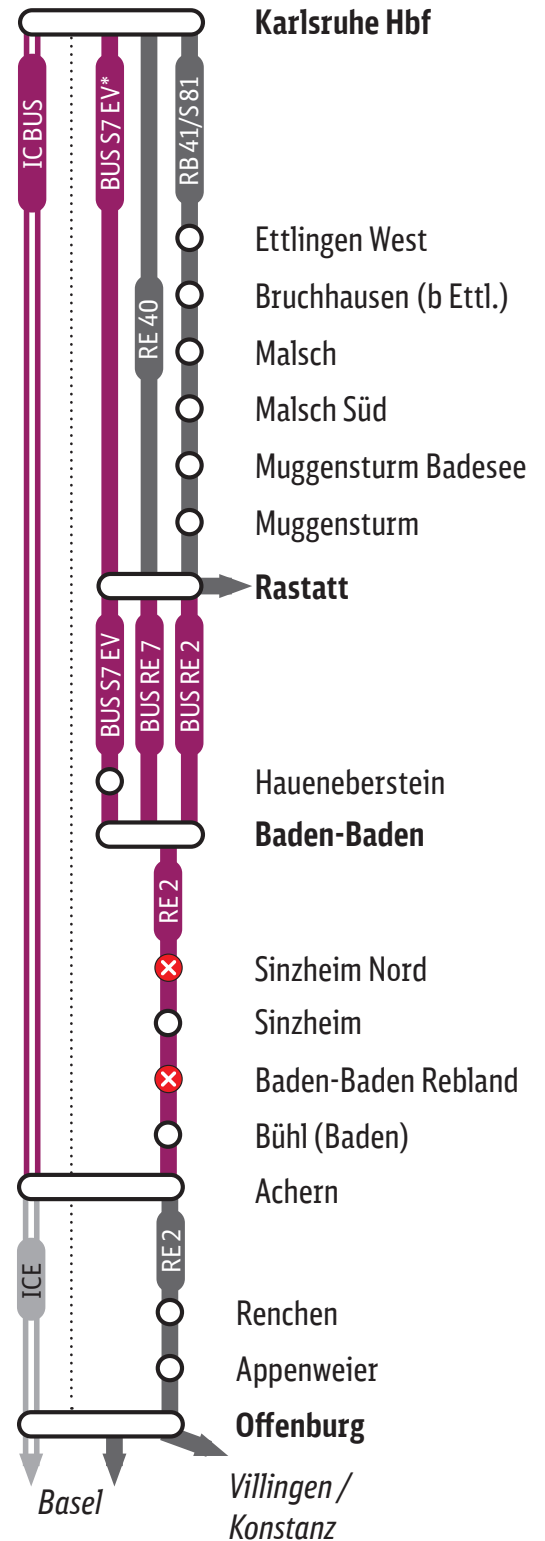 Karlsruhe Hbf
IC BUS
BUS S7 EV*
RE 40
RB 41/S 81
Ettlingen West
Bruchhausen (b Ettl.)
Malsch
Malsch Süd
Muggensturm Badesee
Muggensturm
Rastatt
BUS S7 EV
BUS RE 7
BUS RE 2
Haueneberstein
Baden-Baden
RE 2
Sinzheim Nord
Sinzheim
Baden-Baden Rebland
Bühl (Baden)
Achern
ICE
RE 2
Renchen
Appenweier
Offenburg
Basel
Villingen /
Konstanz